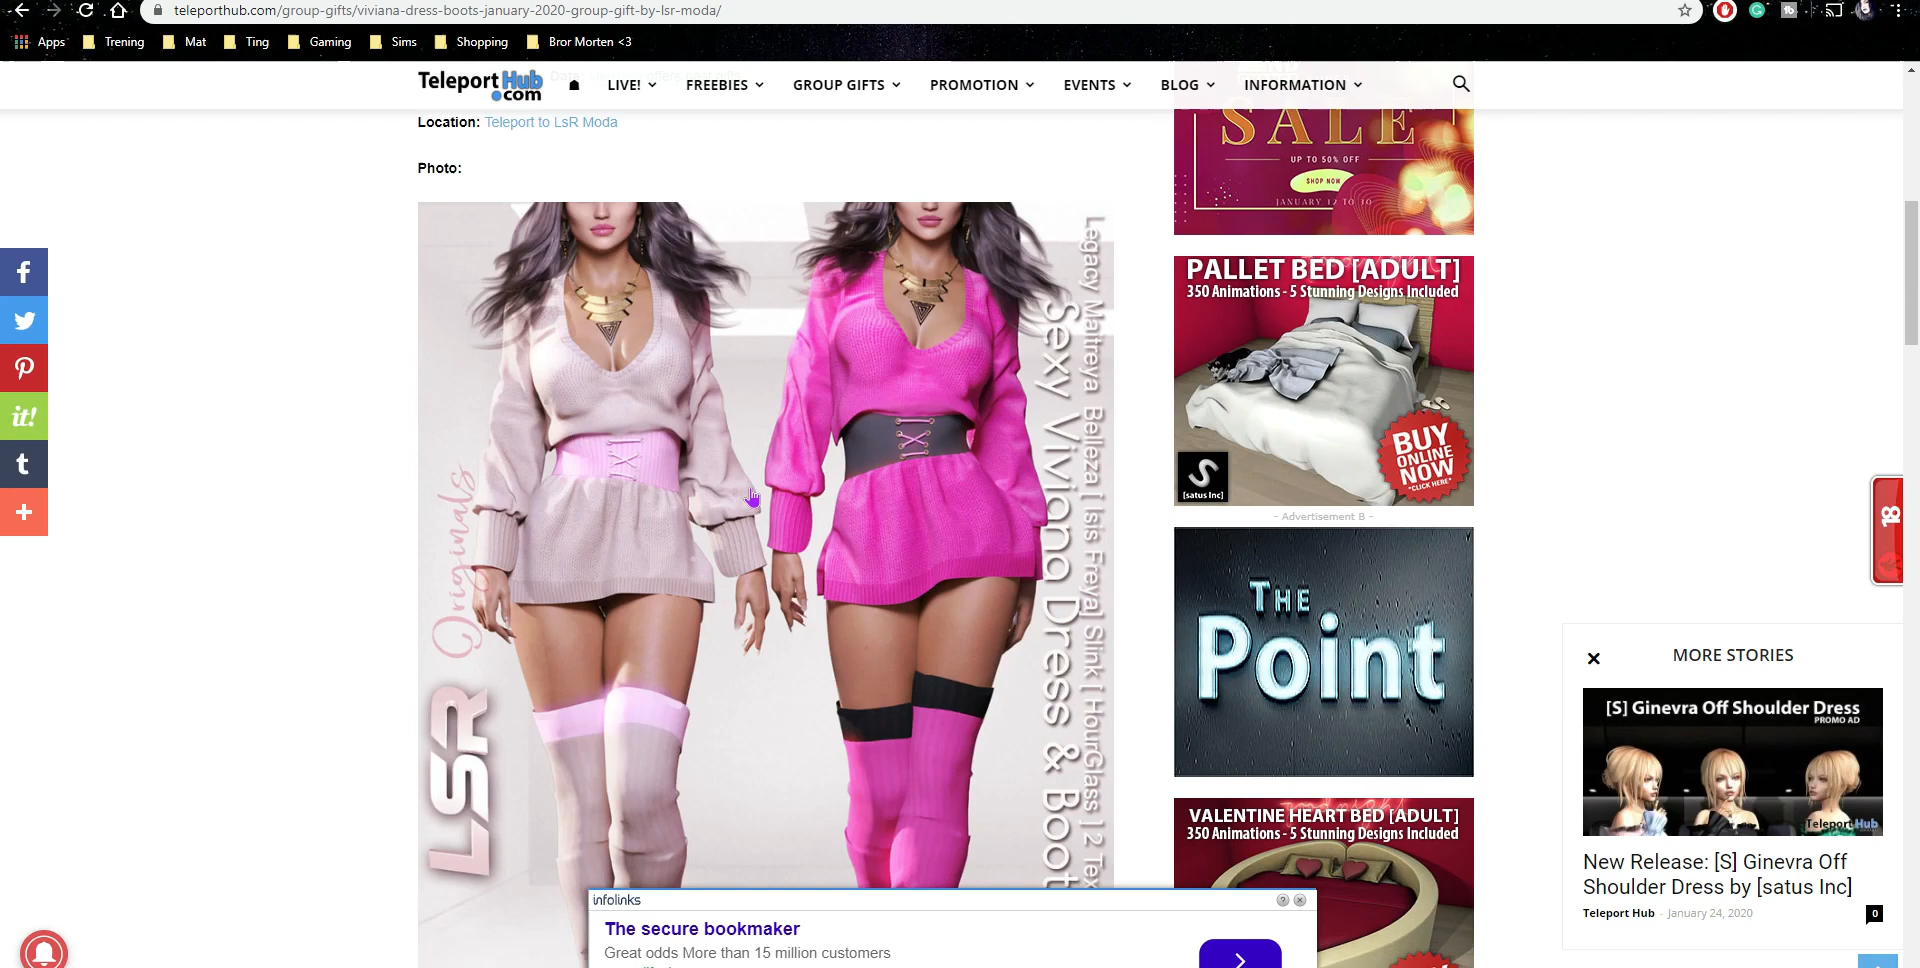 teleporthub.com/group-gifts/viviana-dress-boots-january-2020-group-gift-by-lsr-moda/
Apps Trening Mat Ting Gaming Sims Shopping Bror Morten <3
TeleportHub
.com
LIVE! FREEBIES GROUP GIFTS PROMOTION EVENTS BLOG INFORMATION
Location: Teleport to LsR Moda
Photo:
Legacy Maitreya Belleza [ Isis Freya] Slink [ HourGlass ] 2 Tex
Sexy Viviana Dress & Boot
Originals
LSR
SALE
UP TO 50% OFF
SHOP NOW
PALLET BED [ADULT]
350 Animations - 5 Stunning Designs Included
BUY
ONLINE
NOW
*CLICK HERE*
S
[satus Inc]
- Advertisement B -
THE
Point
VALENTINE HEART BED [ADULT]
350 Animations - 5 Stunning Designs Included
18
f
it!
t
+
MORE STORIES
[S] Ginevra Off Shoulder Dress
PROMO AD
TeleportHub
New Release: [S] Ginevra Off
Shoulder Dress by [satus Inc]
Teleport Hub - January 24, 2020
0
infolinks
The secure bookmaker
Great odds More than 15 million customers